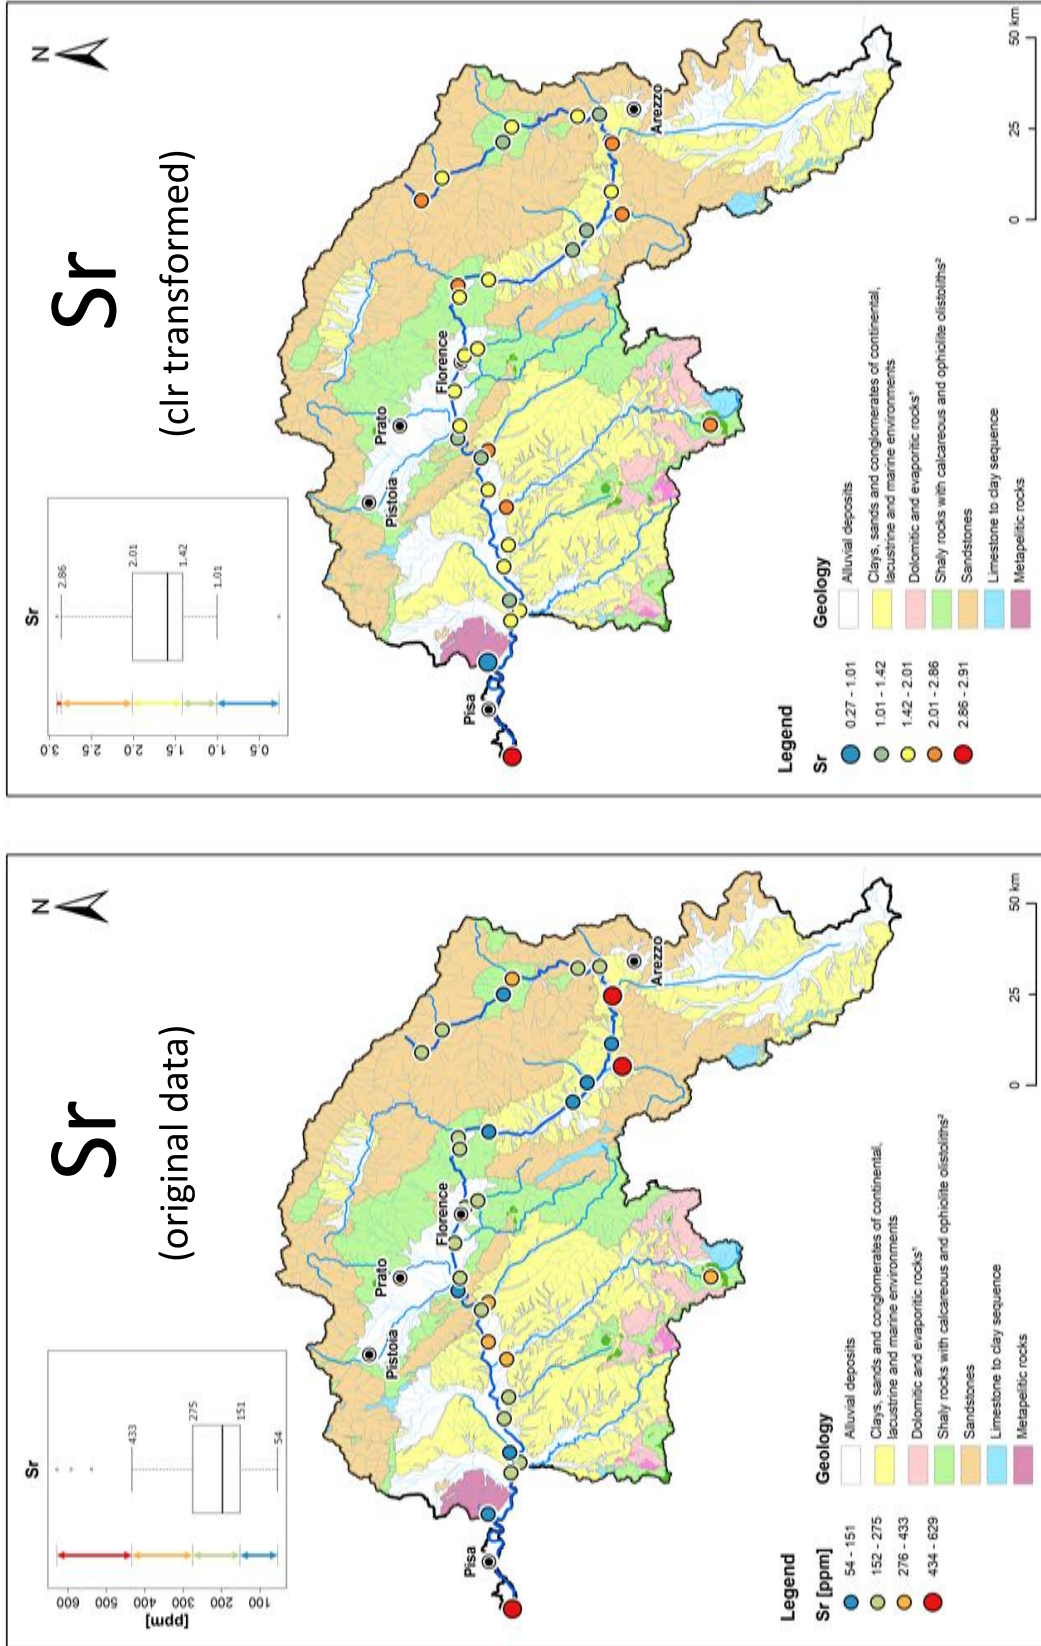 Sr
(original data)
N
Sr
[ppm]
600
500
400
300
200
100
433
275
151
54
Pistoia
Prato
Florence
Pisa
Arezzo
Legend
Sr [ppm]
54 - 151
152 - 275
276 - 433
434 - 629
Geology
Alluvial deposits
Clays, sands and conglomerates of continental,
lacustrine and marine environments
Dolomitic and evaporitic rocks¹
Shaly rocks with calcareous and ophiolite olistoliths²
Sandstones
Limestone to clay sequence
Metapelitic rocks
0 25 50 km
Sr
(clr transformed)
N
Sr
3.0
2.5
2.0
1.5
1.0
0.5
2.86
2.01
1.42
1.01
Pistoia
Prato
Florence
Pisa
Arezzo
Legend
Sr
0.27 - 1.01
1.01 - 1.42
1.42 - 2.01
2.01 - 2.86
2.86 - 2.91
Geology
Alluvial deposits
Clays, sands and conglomerates of continental,
lacustrine and marine environments
Dolomitic and evaporitic rocks¹
Shaly rocks with calcareous and ophiolite olistoliths²
Sandstones
Limestone to clay sequence
Metapelitic rocks
0 25 50 km